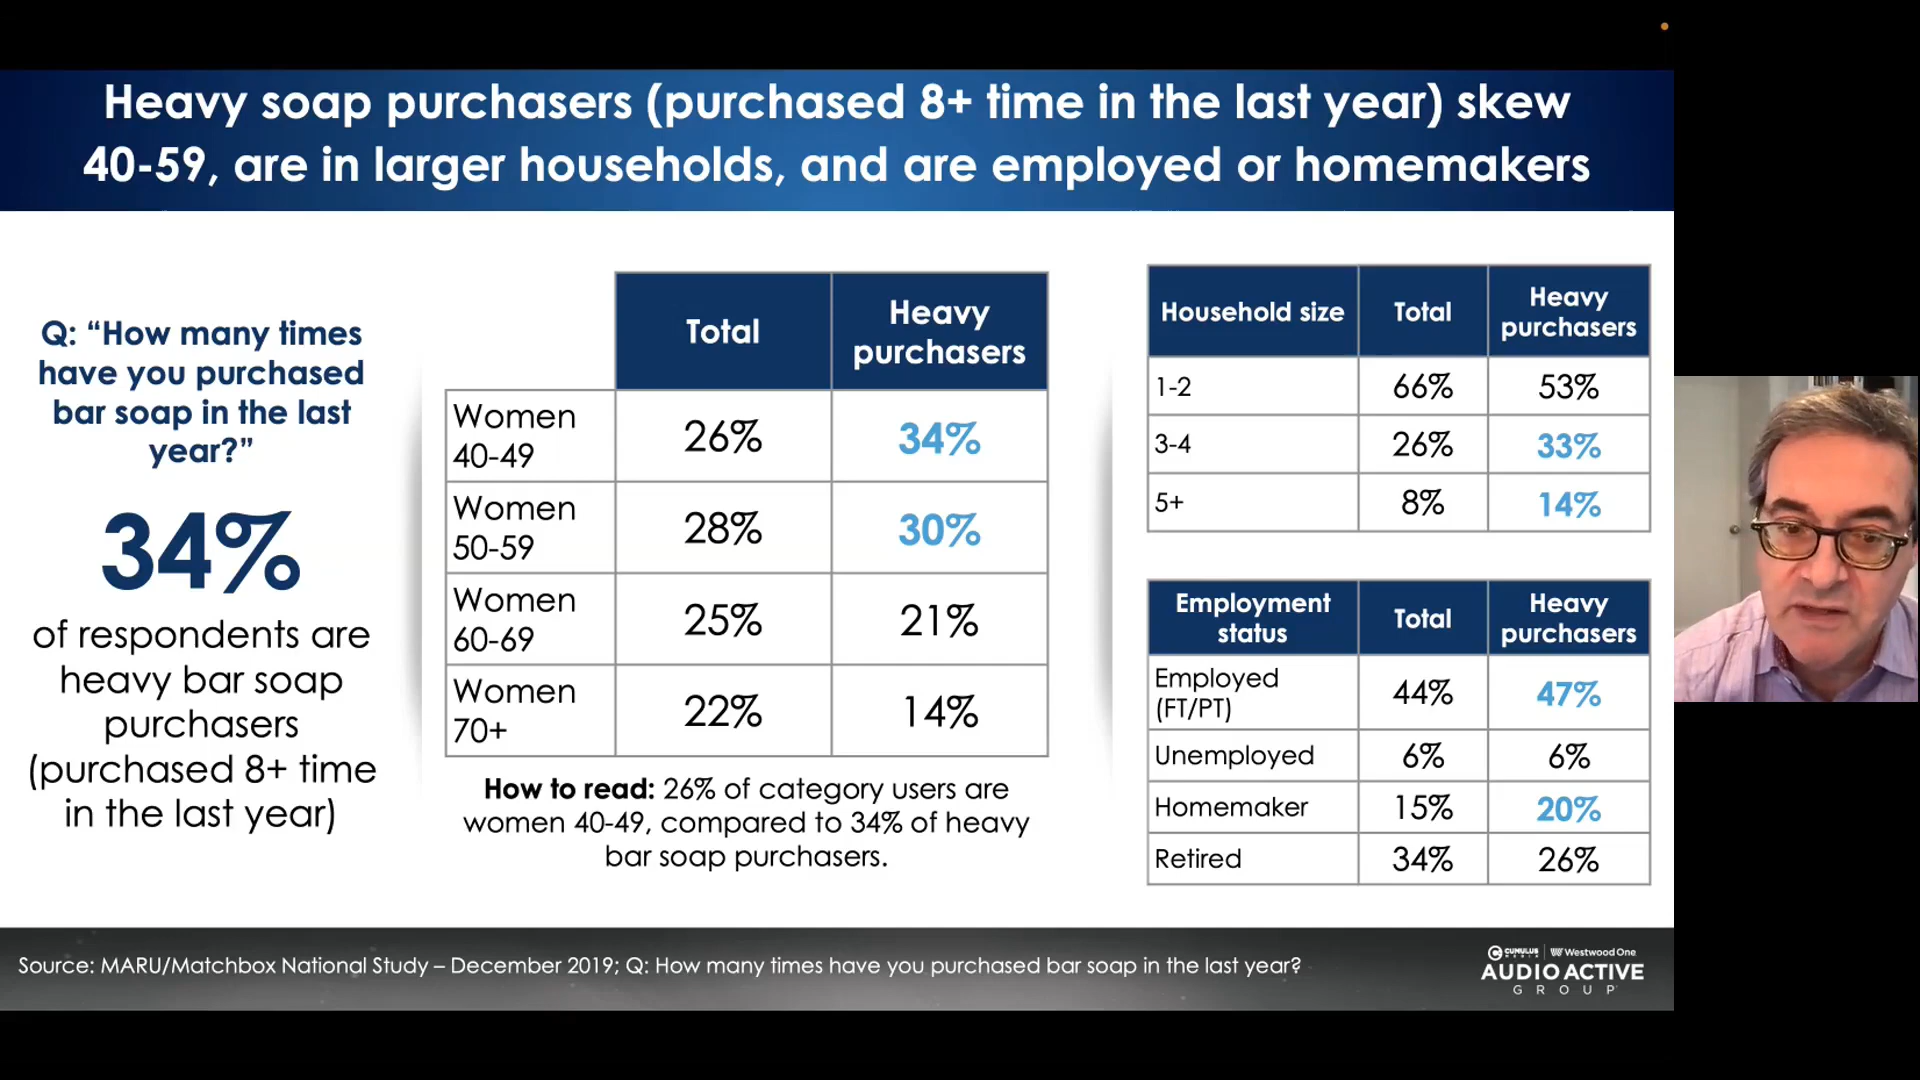 Heavy soap purchasers (purchased 8+ time in the last year) skew
40-59, are in larger households, and are employed or homemakers
Q: “How many times
have you purchased
bar soap in the last
year?”
34%
of respondents are
heavy bar soap
purchasers
(purchased 8+ time
in the last year)
Total
Heavy
purchasers
Women
40-49
26%
34%
Women
50-59
28%
30%
Women
60-69
25%
21%
Women
70+
22%
14%
How to read: 26% of category users are
women 40-49, compared to 34% of heavy
bar soap purchasers.
Household size
Total
Heavy
purchasers
1-2
66%
53%
3-4
26%
33%
5+
8%
14%
Employment
status
Total
Heavy
purchasers
Employed
(FT/PT)
44%
47%
Unemployed
6%
6%
Homemaker
15%
20%
Retired
34%
26%
Source: MARU/Matchbox National Study – December 2019; Q: How many times have you purchased bar soap in the last year?
CUMULUS
MEDIA
Westwood One
AUDIO ACTIVE
GROUP